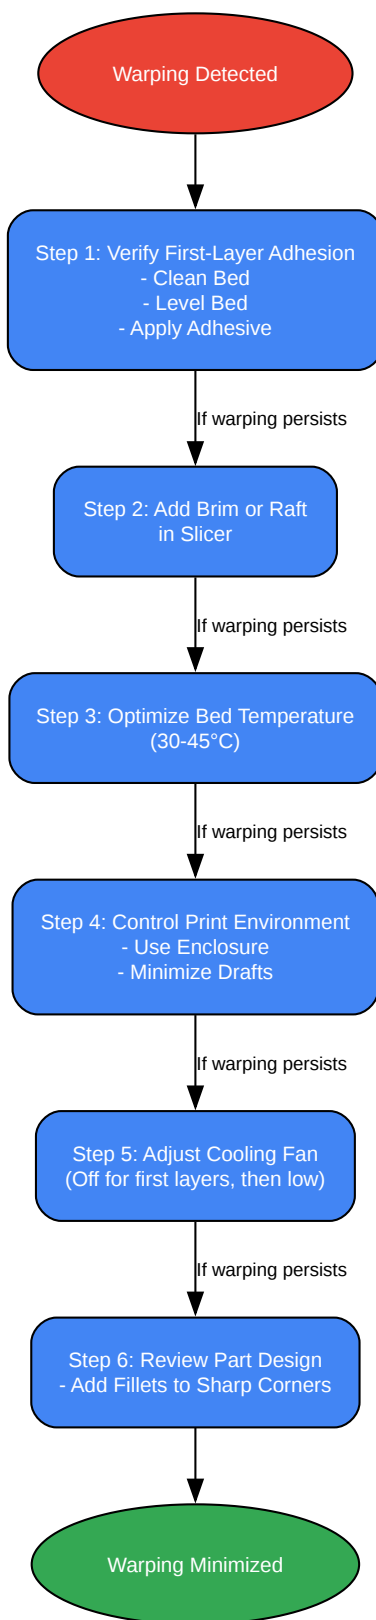 Warping Detected
Step 1: Verify First-Layer Adhesion
- Clean Bed
- Level Bed
- Apply Adhesive
If warping persists
Step 2: Add Brim or Raft
in Slicer
If warping persists
Step 3: Optimize Bed Temperature
(30-45°C)
If warping persists
Step 4: Control Print Environment
- Use Enclosure
- Minimize Drafts
If warping persists
Step 5: Adjust Cooling Fan
(Off for first layers, then low)
If warping persists
Step 6: Review Part Design
- Add Fillets to Sharp Corners
Warping Minimized